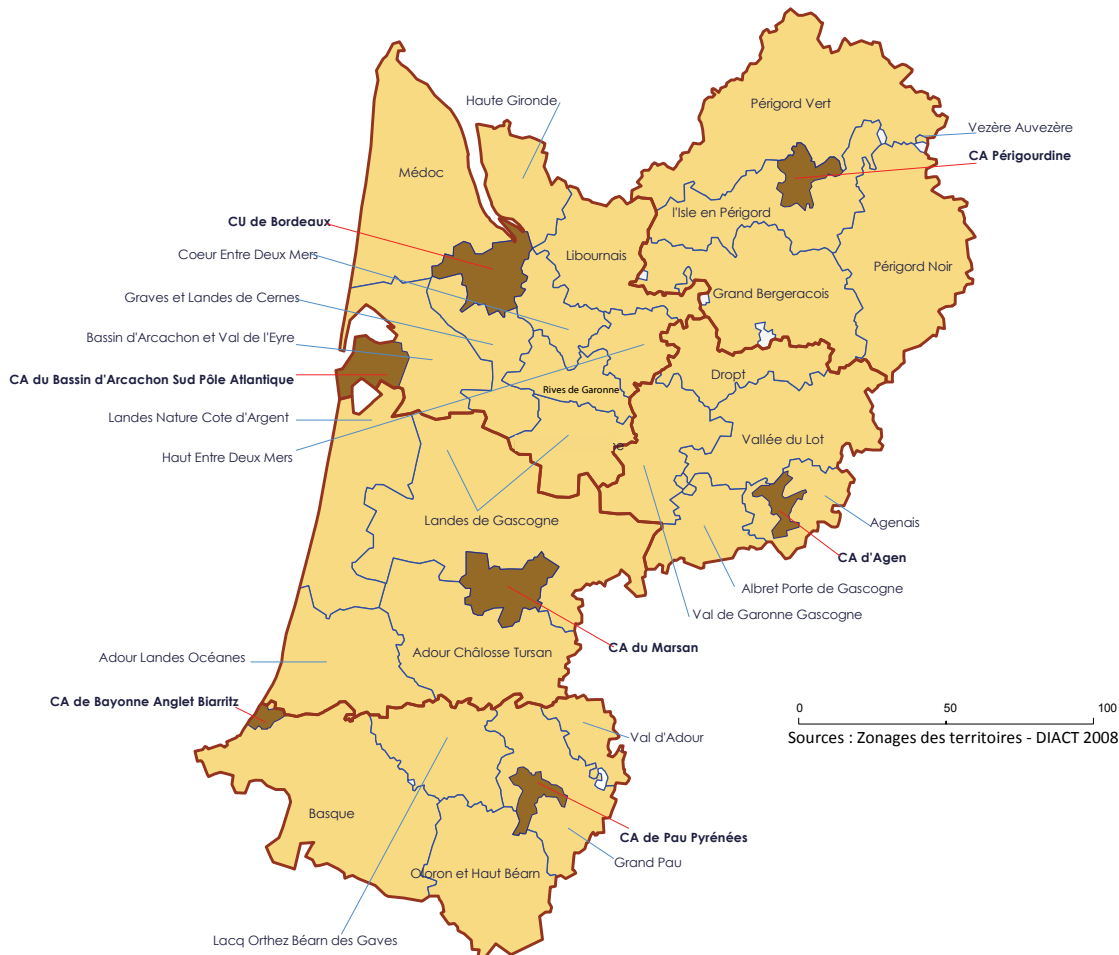 Haute Gironde
Périgord Vert
Vezère Auvezère
CA Périgourdine
Médoc
l'Isle en Périgord
CU de Bordeaux
Coeur Entre Deux Mers
Libournais
Périgord Noir
Grand Bergeracois
Graves et Landes de Cernes
Bassin d'Arcachon et Val de l'Eyre
CA du Bassin d'Arcachon Sud Pôle Atlantique
Dropt
Rives de Garonne
Landes Nature Cote d'Argent
Vallée du Lot
Haut Entre Deux Mers
Landes de Gascogne
Agenais
CA d'Agen
Albret Porte de Gascogne
Val de Garonne Gascogne
CA du Marsan
Adour Châlosse Tursan
Adour Landes Océanes
CA de Bayonne Anglet Biarritz
0 50 100
Sources : Zonages des territoires - DIACT 2008
Val d'Adour
Basque
CA de Pau Pyrénées
Grand Pau
Oloron et Haut Béarn
Lacq Orthez Béarn des Gaves